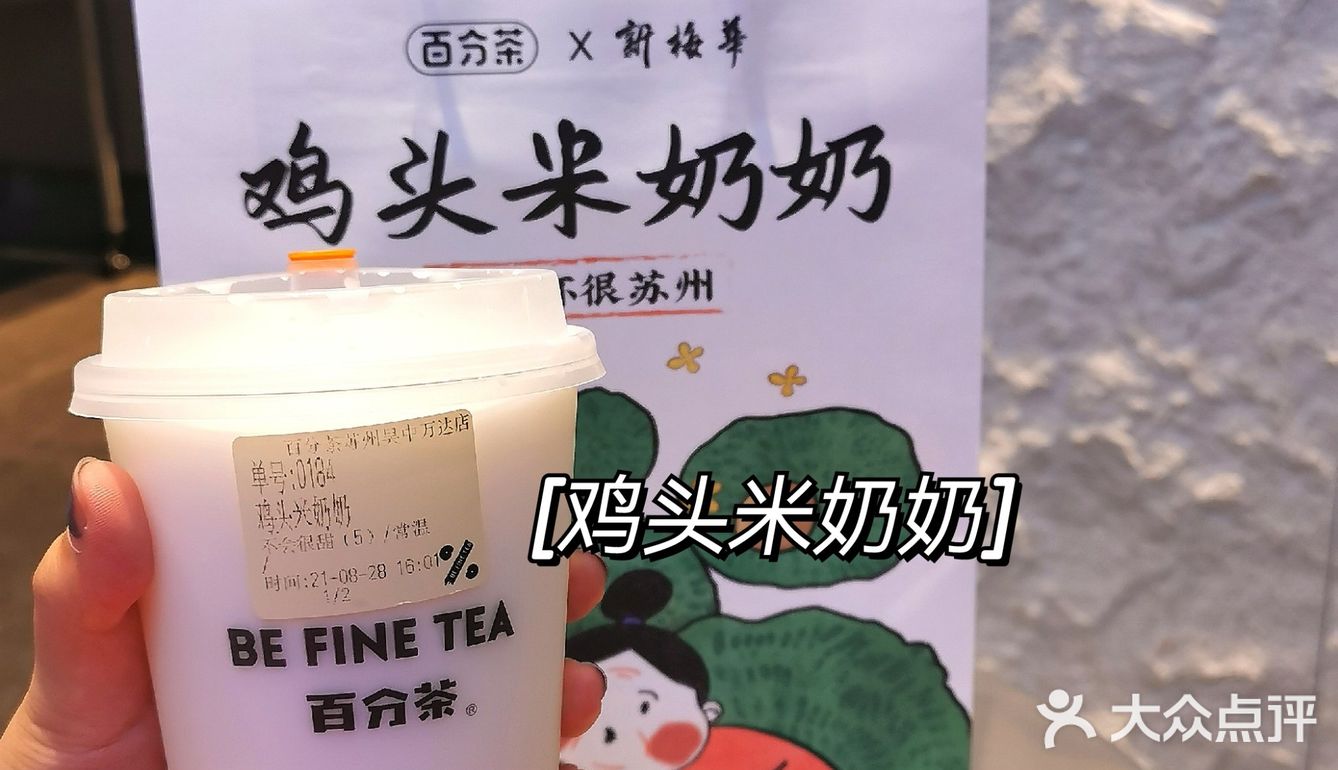 百分茶 X 新梅华
鸡头米奶奶
很苏州
百分茶苏州吴中万达店
单号:0184
鸡头米奶奶
不会很甜(5)/常温
/
时间:21-08-28 16:01
1/2
BE FINE TEA
[鸡头米奶奶]
BE FINE TEA
百分茶®
大众点评